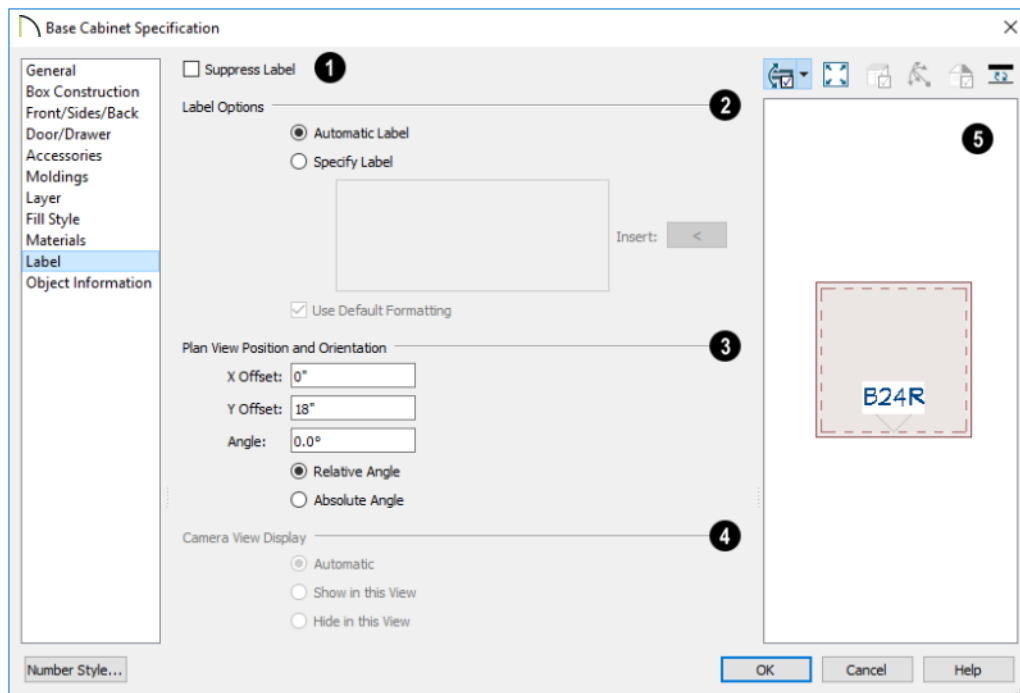 Base Cabinet Specification
General
Box Construction
Front/Sides/Back
Door/Drawer
Accessories
Moldings
Layer
Fill Style
Materials
Label
Object Information
Suppress Label 1
Label Options 2
Automatic Label
Specify Label
Insert: <
Use Default Formatting
Plan View Position and Orientation 3
X Offset: 0"
Y Offset: 18"
Angle: 0.0°
Relative Angle
Absolute Angle
Camera View Display 4
Automatic
Show in this View
Hide in this View
5
B24R
Number Style... OK Cancel Help